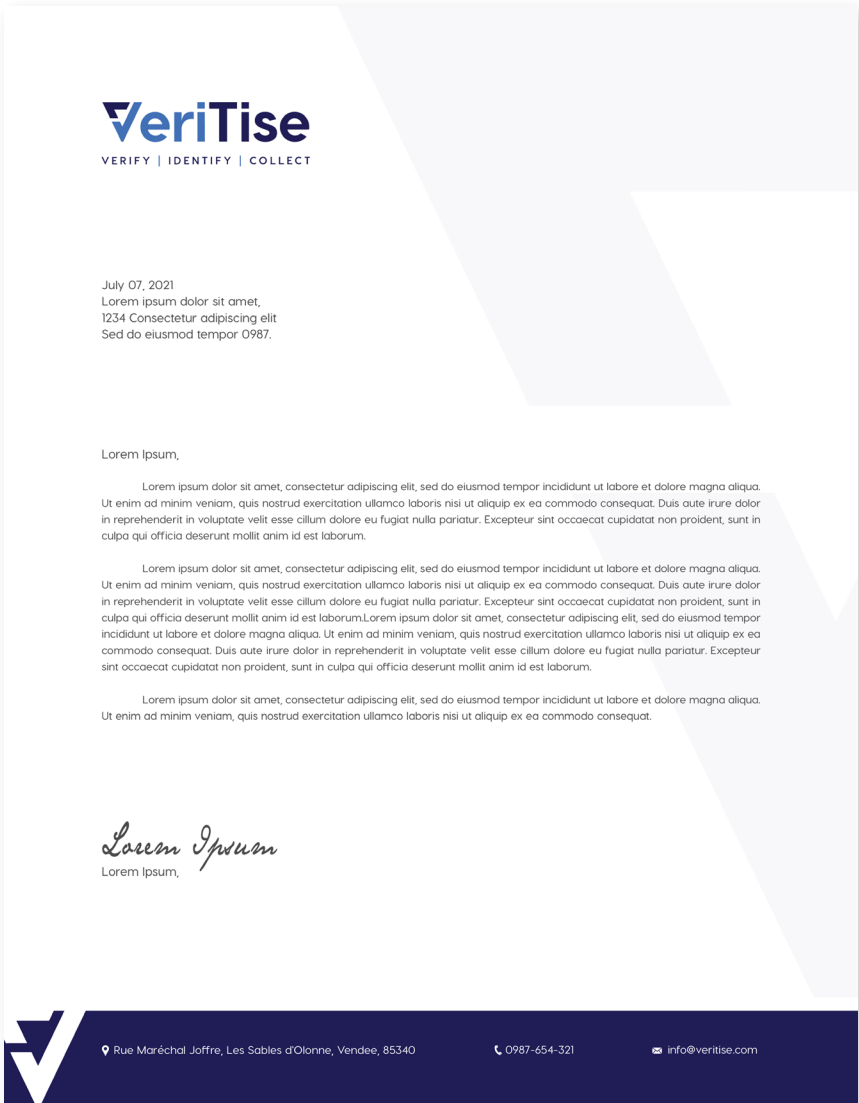 VeriTise
VERIFY | IDENTIFY | COLLECT
July 07, 2021
Lorem ipsum dolor sit amet,
1234 Consectetur adipiscing elit
Sed do eiusmod tempor 0987.
Lorem Ipsum,
Lorem ipsum dolor sit amet, consectetur adipiscing elit, sed do eiusmod tempor incididunt ut labore et dolore magna aliqua.
Ut enim ad minim veniam, quis nostrud exercitation ullamco laboris nisi ut aliquip ex ea commodo consequat. Duis aute irure dolor
in reprehenderit in voluptate velit esse cillum dolore eu fugiat nulla pariatur. Excepteur sint occaecat cupidatat non proident, sunt in
culpa qui officia deserunt mollit anim id est laborum.
Lorem ipsum dolor sit amet, consectetur adipiscing elit, sed do eiusmod tempor incididunt ut labore et dolore magna aliqua.
Ut enim ad minim veniam, quis nostrud exercitation ullamco laboris nisi ut aliquip ex ea commodo consequat. Duis aute irure dolor
in reprehenderit in voluptate velit esse cillum dolore eu fugiat nulla pariatur. Excepteur sint occaecat cupidatat non proident, sunt in
culpa qui officia deserunt mollit anim id est laborum.Lorem ipsum dolor sit amet, consectetur adipiscing elit, sed do eiusmod tempor
incididunt ut labore et dolore magna aliqua. Ut enim ad minim veniam, quis nostrud exercitation ullamco laboris nisi ut aliquip ex ea
commodo consequat. Duis aute irure dolor in reprehenderit in voluptate velit esse cillum dolore eu fugiat nulla pariatur. Excepteur
sint occaecat cupidatat non proident, sunt in culpa qui officia deserunt mollit anim id est laborum.
Lorem ipsum dolor sit amet, consectetur adipiscing elit, sed do eiusmod tempor incididunt ut labore et dolore magna aliqua.
Ut enim ad minim veniam, quis nostrud exercitation ullamco laboris nisi ut aliquip ex ea commodo consequat.
Lorem Ipsum
Lorem Ipsum,
Rue Maréchal Joffre, Les Sables d'Olonne, Vendee, 85340
0987-654-321
info@veritise.com